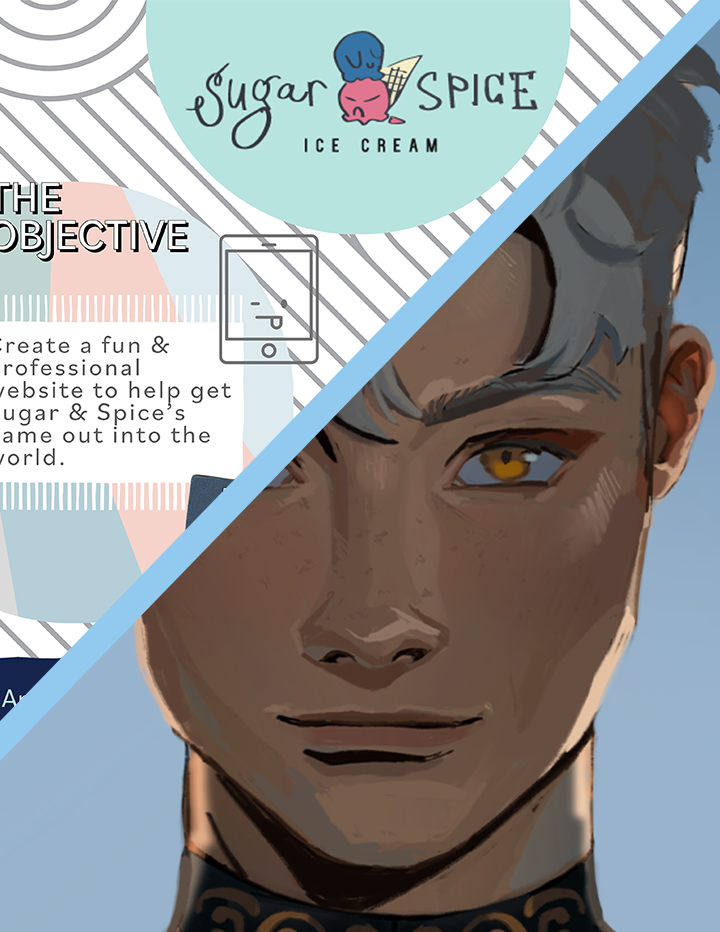 Sugar SPICE
ICE CREAM
THE
OBJECTIVE
Create a fun &
professional
website to help get
Sugar & Spice's
name out into the
world.